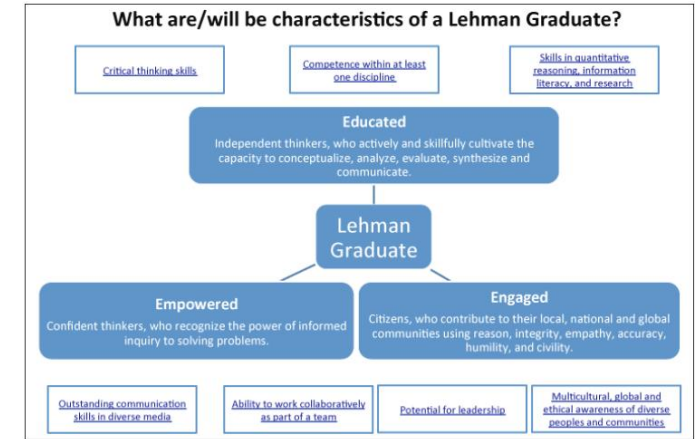 What are/will be characteristics of a Lehman Graduate?
Critical thinking skills
Competence within at least
one discipline
Skills in quantitative
reasoning, information
literacy, and research
Educated
Independent thinkers, who actively and skillfully cultivate the
capacity to conceptualize, analyze, evaluate, synthesize and
communicate.
Lehman
Graduate
Empowered
Confident thinkers, who recognize the power of informed
inquiry to solving problems.
Engaged
Citizens, who contribute to their local, national and global
communities using reason, integrity, empathy, accuracy,
humility, and civility.
Outstanding communication
skills in diverse media
Ability to work collaboratively
as part of a team
Potential for leadership
Multicultural, global and
ethical awareness of diverse
peoples and communities